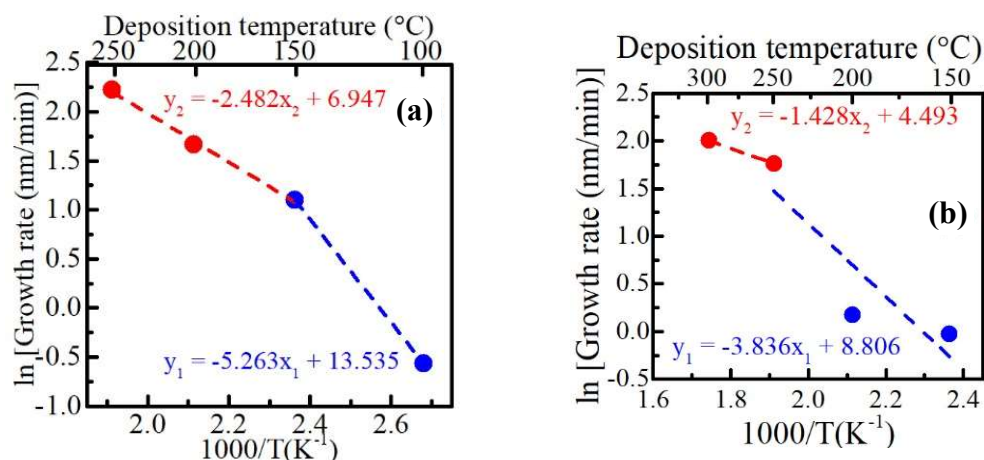 Deposition temperature (°C)
250 200 150 100
2.5
2.0
1.5
1.0
0.5
0.0
-0.5
-1.0
ln [Growth rate (nm/min)]
y2 = -2.482x2 + 6.947
(a)
y1 = -5.263x1 + 13.535
2.0 2.2 2.4 2.6
1000/T(K-1)
Deposition temperature (°C)
300 250 200 150
2.5
2.0
1.5
1.0
0.5
0.0
-0.5
ln [Growth rate (nm/min)]
y2 = -1.428x2 + 4.493
(b)
y1 = -3.836x1 + 8.806
1.6 1.8 2.0 2.2 2.4
1000/T(K-1)